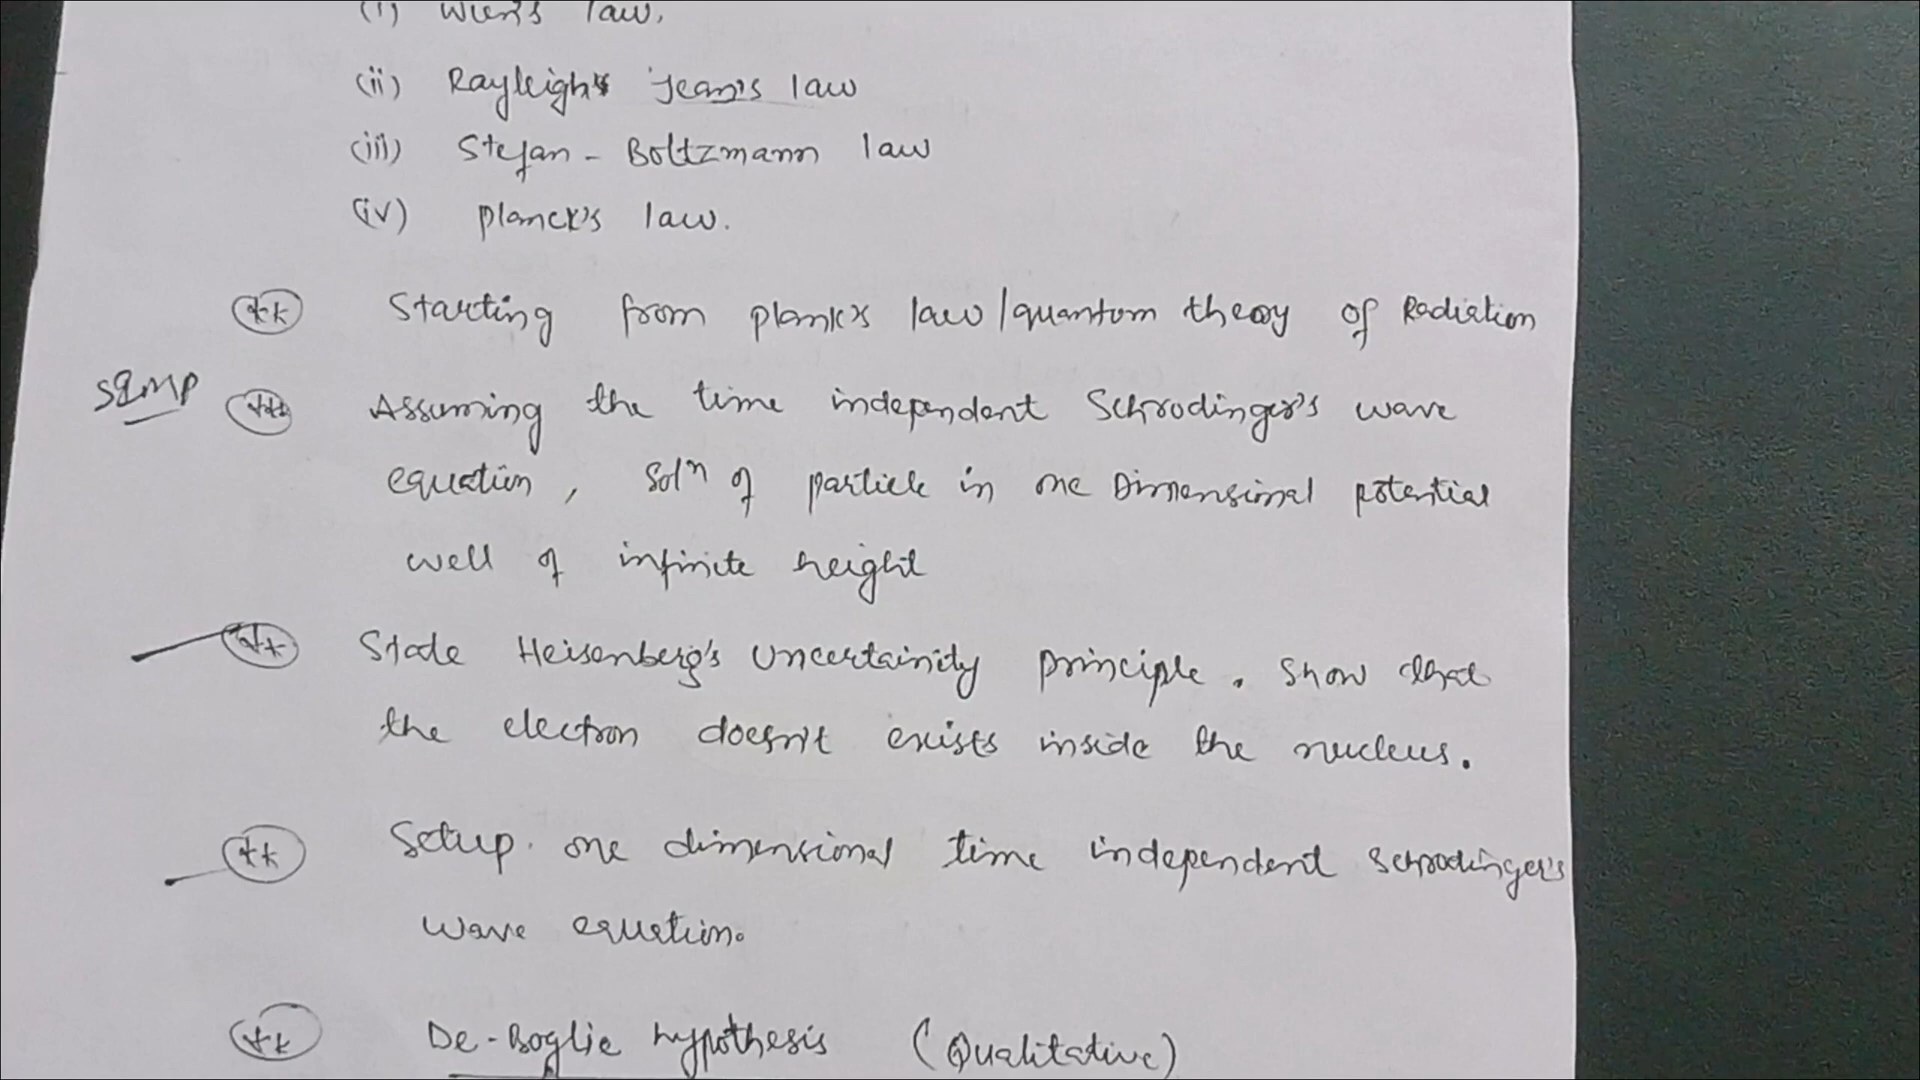 (i) Wien's law.
(ii) Rayleigh's Jean's law
(iii) Stefan - Boltzmann law
(iv) planck's law.
** Starting from plank's law/quantum theoy of Radiation
SIMP ** Assuming the time independent Schrodinger's wave
equation, Solⁿ of particle in one Dimensional potential
well of infinite height
** State Heisenberg's Uncertainity principle. Show that
the electron doesn't exists inside the nucleus.
** Setup one dimensional time independent Schrodinger's
wave equation.
** De-Boglie hypothesis (Qualitative)